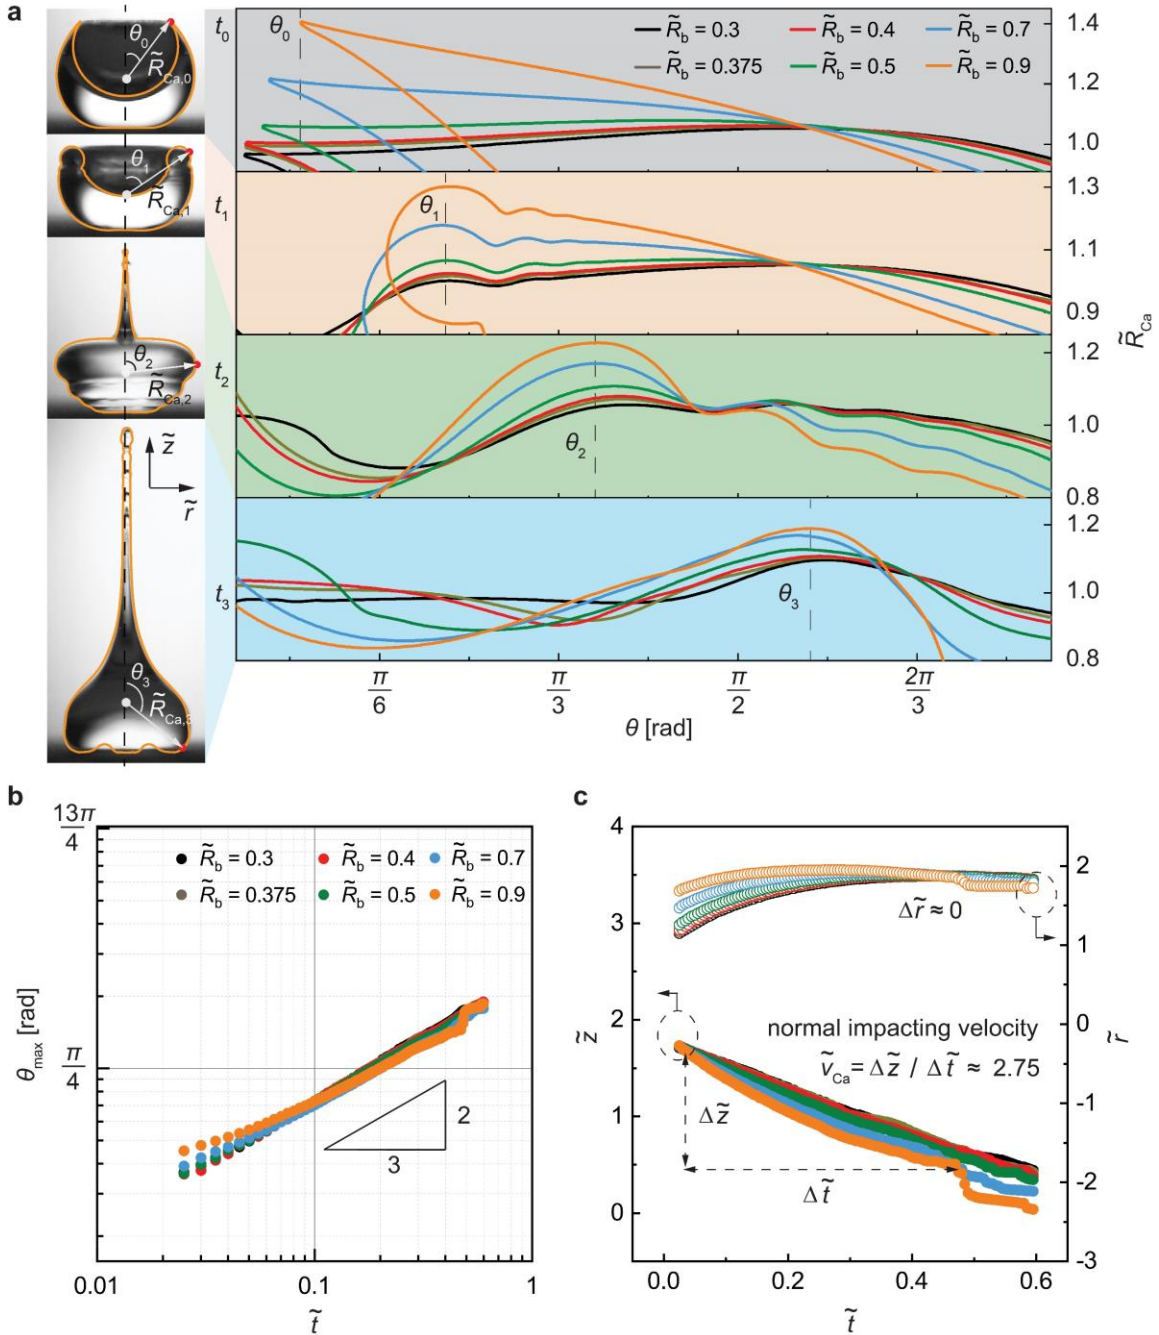 a
t₀ θ₀ R̃b = 0.3 R̃b = 0.4 R̃b = 0.7 1.4
θ₀ R̃b = 0.375 R̃b = 0.5 R̃b = 0.9
R̃Ca,0 1.2
1.0
t₁ θ₁ 1.3
θ₁ 1.1
R̃Ca,1 0.9
R̃Ca
t₂ 1.2
θ₂ θ₂ 1.0
R̃Ca,2 0.8
z̃
r̃
1.2
t₃ θ₃ 1.0
θ₃ 0.8
R̃Ca,3
π/6 π/3 π/2 2π/3
θ [rad]
b
13π/4
R̃b = 0.3 R̃b = 0.4 R̃b = 0.7
R̃b = 0.375 R̃b = 0.5 R̃b = 0.9
θmax [rad]
π/4
2
3
0.01 0.1 1
t̃
c
4 2
3 1
2 0
1 -1
0 -2
-3
Δr̃ ≈ 0
normal impacting velocity
ṽCa = Δz̃ / Δt̃ ≈ 2.75
Δz̃
Δt̃
z̃
r̃
0.0 0.2 0.4 0.6
t̃